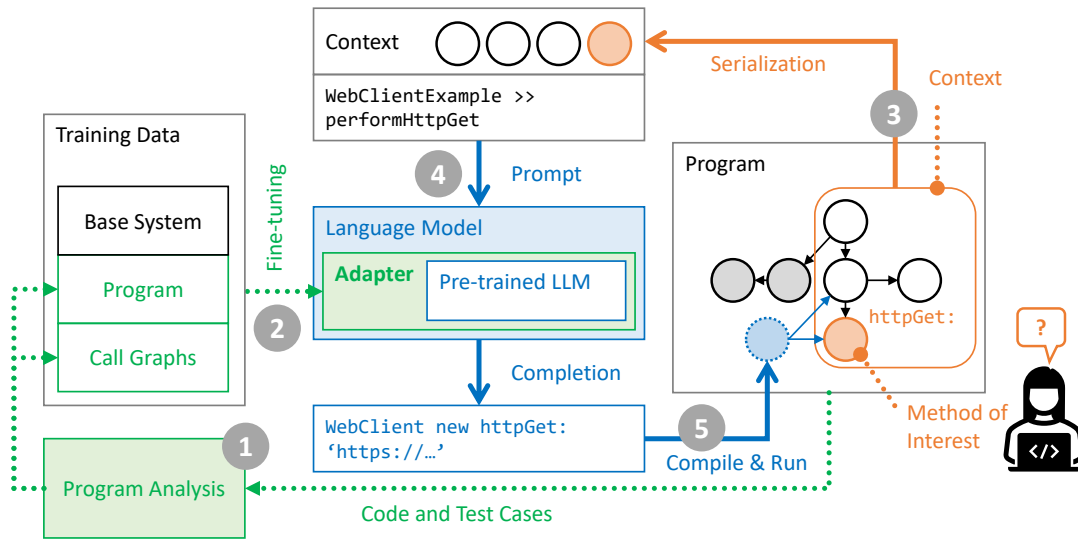 Context
WebClientExample >>
performHttpGet
Serialization
Context
3
Training Data
Program
4
Prompt
Fine-tuning
Base System
Language Model
Adapter
Pre-trained LLM
Program
2
httpGet:
?
Call Graphs
Completion
WebClient new httpGet:
‘https://…’
5
Compile & Run
Method of
Interest
</>
1
Program Analysis
Code and Test Cases